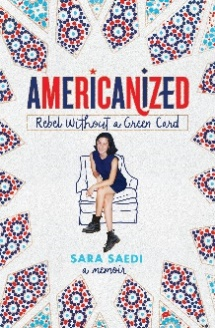 AMERICANIZED
Rebel Without a Green Card
SARA SAEDI
a memoir